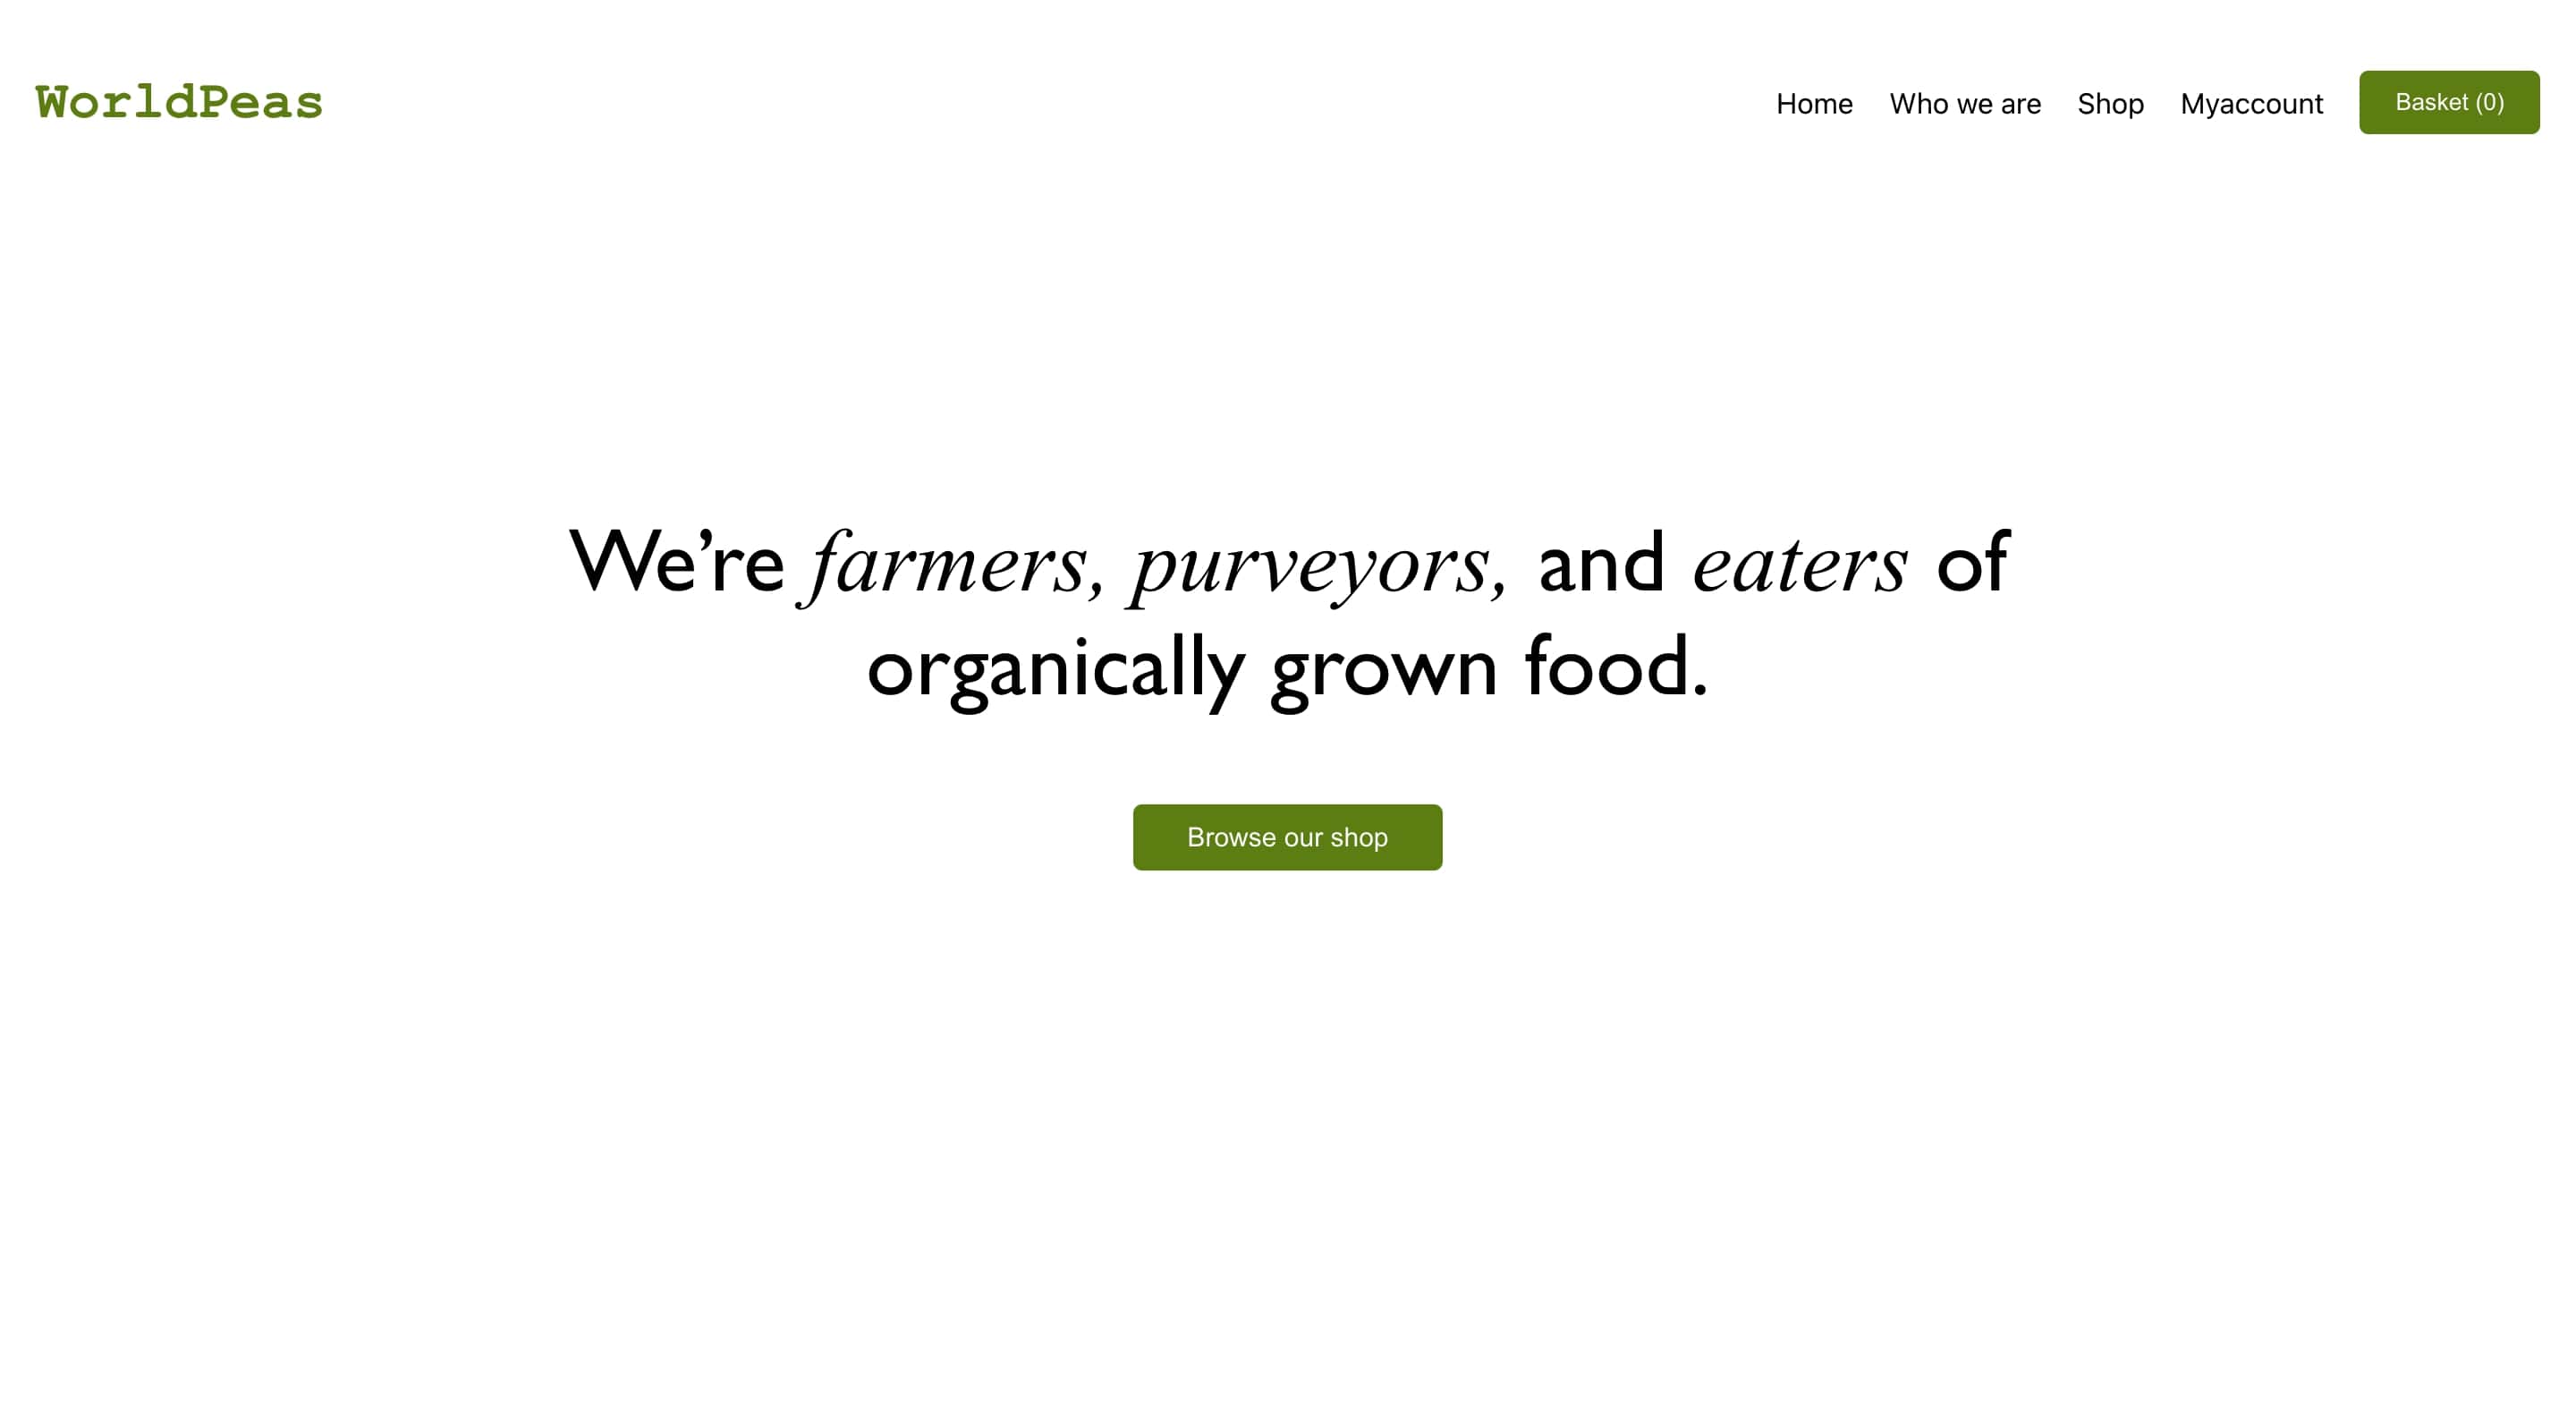 WorldPeas
Home Who we are Shop Myaccount Basket (0)
We’re farmers, purveyors, and eaters of
organically grown food.
Browse our shop